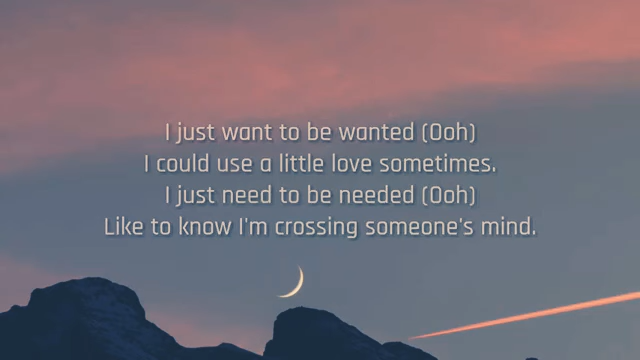 I just want to be wanted (Ooh)
I could use a little love sometimes.
I just need to be needed (Ooh)
Like to know I'm crossing someone's mind.